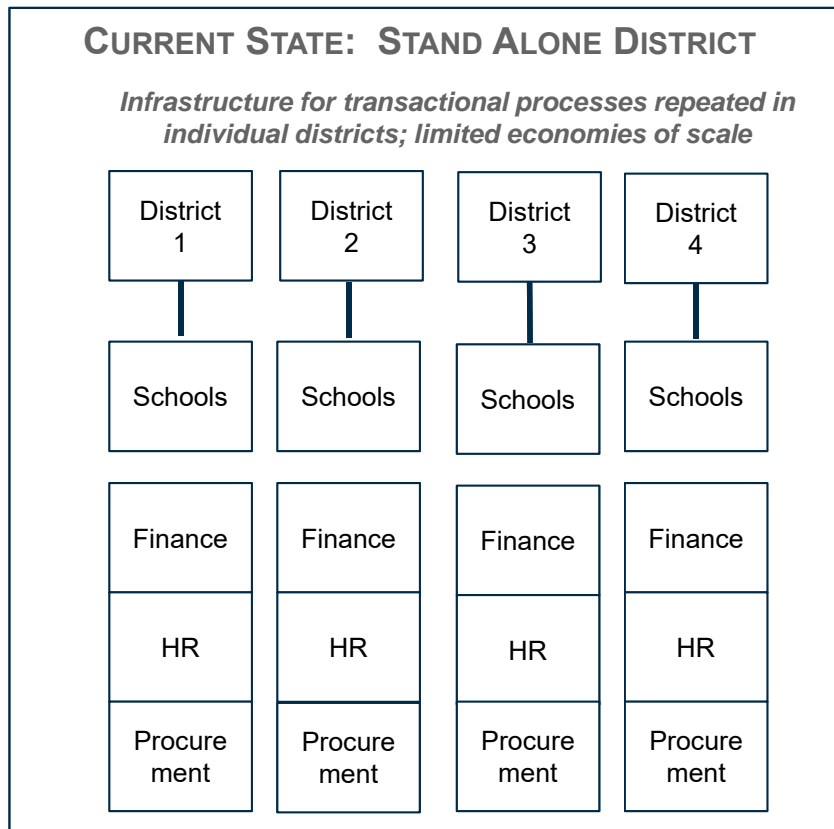 CURRENT STATE: STAND ALONE DISTRICT
Infrastructure for transactional processes repeated in
individual districts; limited economies of scale
District
1
District
2
District
3
District
4
Schools
Schools
Schools
Schools
Finance
Finance
Finance
Finance
HR
HR
HR
HR
Procure
ment
Procure
ment
Procure
ment
Procure
ment